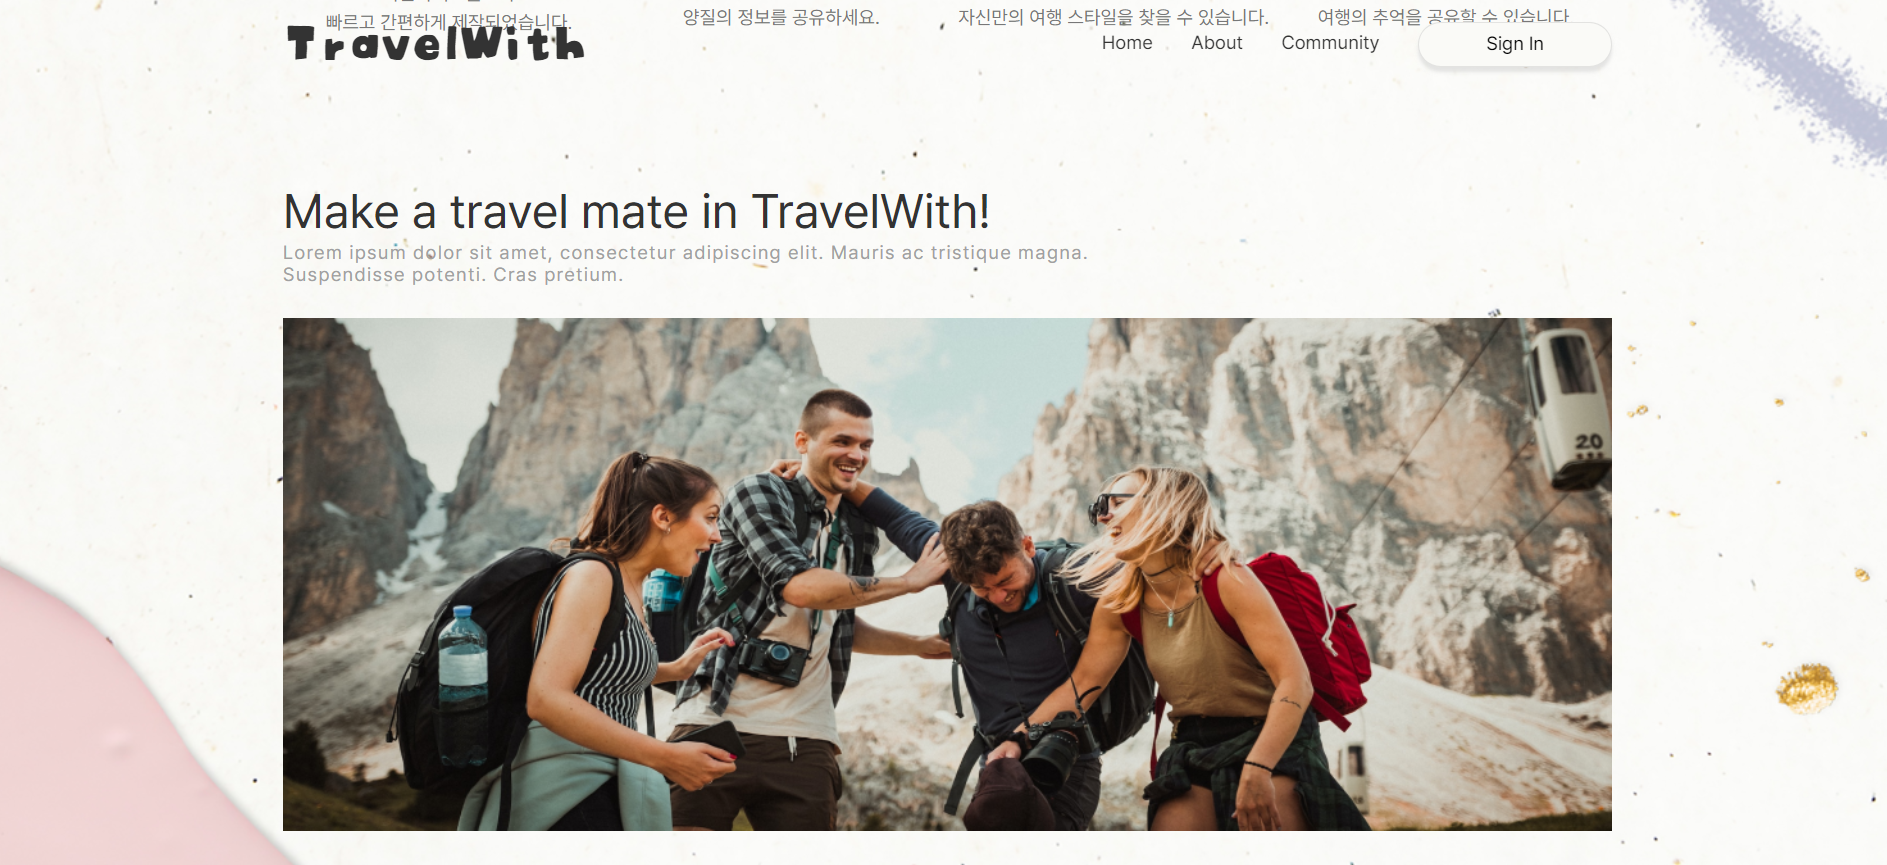 빠르고 간편하게 제작되었습니다.
양질의 정보를 공유하세요.
자신만의 여행 스타일을 찾을 수 있습니다.
여행의 추억을 공유할 수 있습니다
TravelWith
Home
About
Community
Sign In
Make a travel mate in TravelWith!
Lorem ipsum dolor sit amet, consectetur adipiscing elit. Mauris ac tristique magna.
Suspendisse potenti. Cras pretium.
20